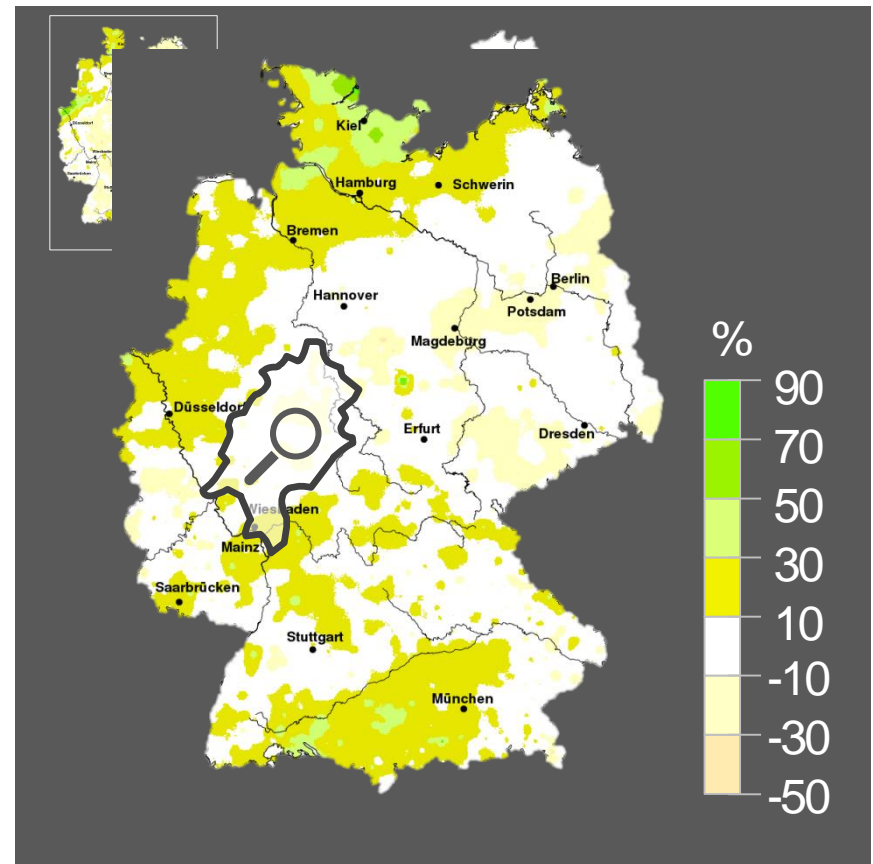 Kiel
Hamburg
Schwerin
Bremen
Berlin
Hannover
Potsdam
Magdeburg
Düsseldorf
Erfurt
Dresden
Wiesbaden
Mainz
Saarbrücken
Stuttgart
München
%
90
70
50
30
10
-10
-30
-50